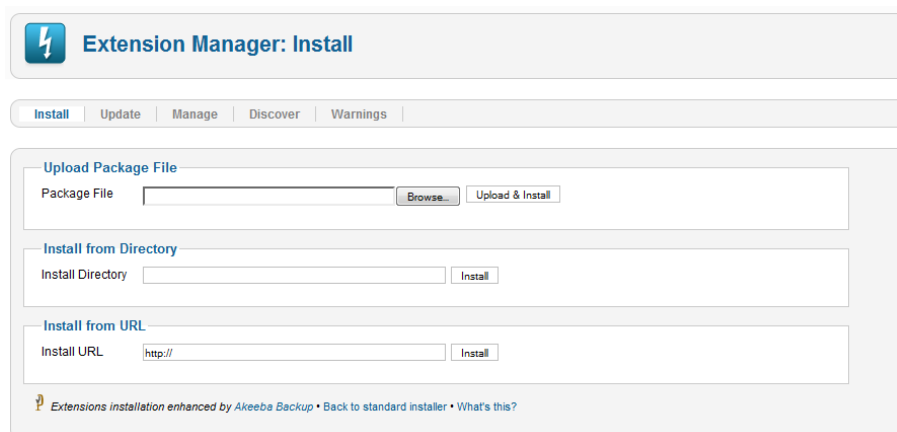 Extension Manager: Install
Install Update Manage Discover Warnings
Upload Package File
Package File Browse... Upload & Install
Install from Directory
Install Directory Install
Install from URL
Install URL http:// Install
Extensions installation enhanced by Akeeba Backup • Back to standard installer • What's this?